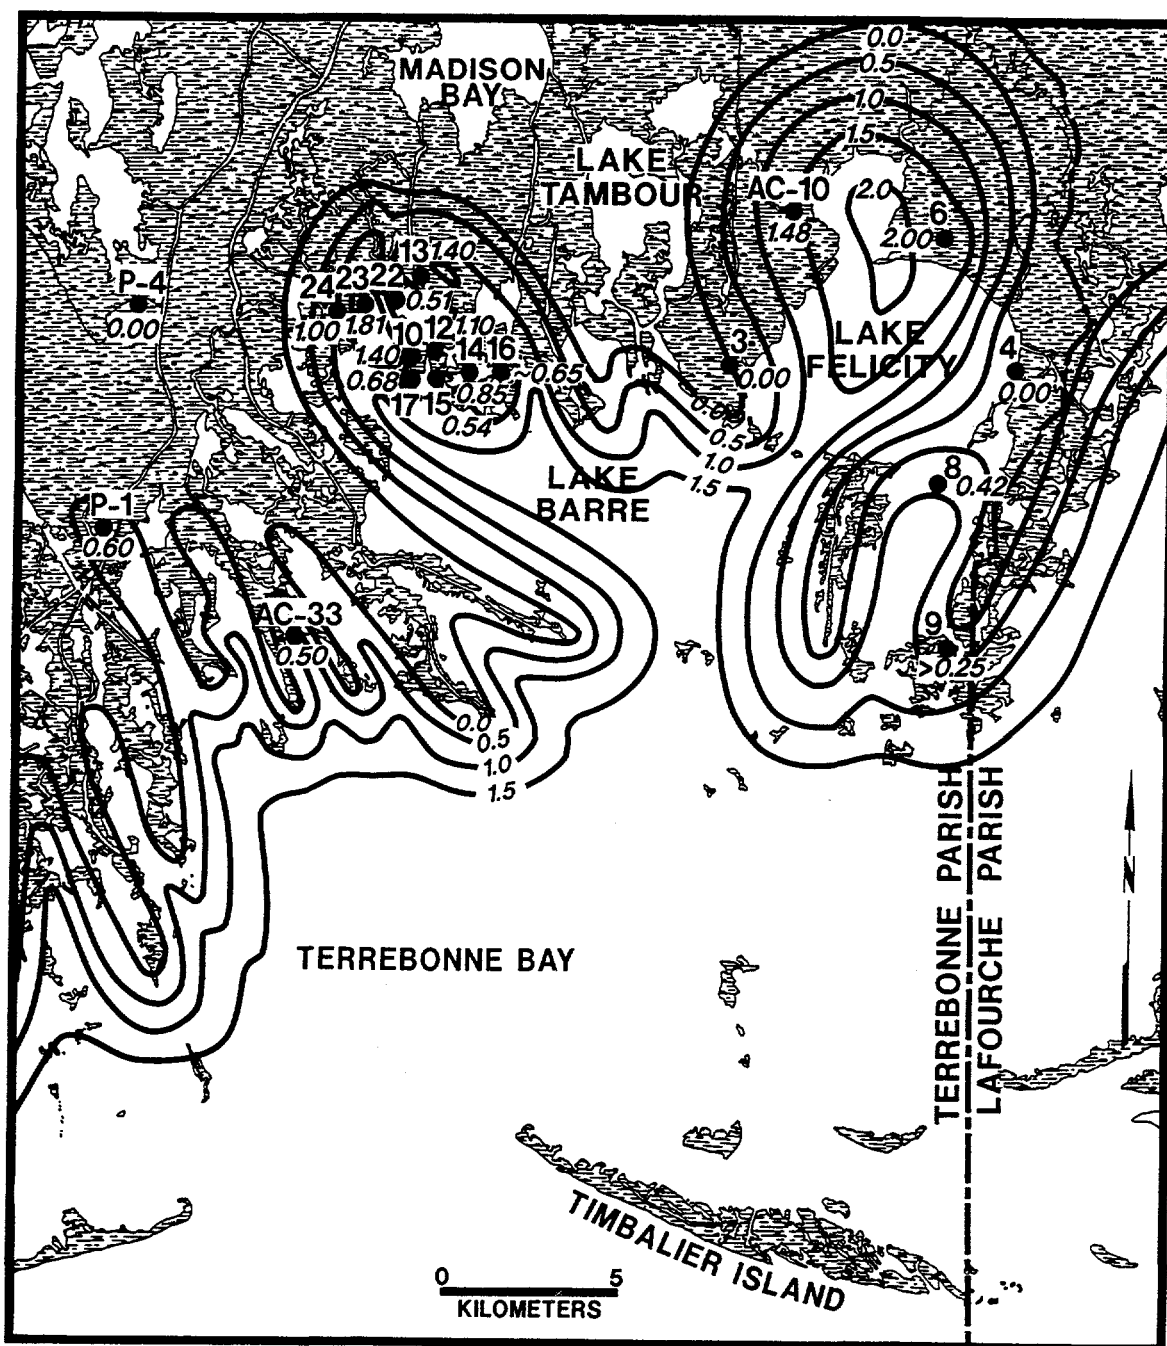 0.0
0.5
1.0
1.5
2.0
MADISON
BAY
LAKE
TAMBOUR
AC-10
1.48
6
2.00
P-4
0.00
13
1.40
24
23
22
0.51
1.00
1.81
10
12
1.10
1.40
14
16
0.68
0.85
~0.65
17
15
0.54
3
0.00
LAKE
FELICITY
4
0.00
0.0
0.5
1.0
1.5
LAKE
BARRE
8
0.42
P-1
0.60
AC-33
0.50
9
>0.25
0.0
0.5
1.0
1.5
TERREBONNE PARISH
LAFOURCHE PARISH
N
TERREBONNE BAY
TIMBALIER ISLAND
0 5
KILOMETERS